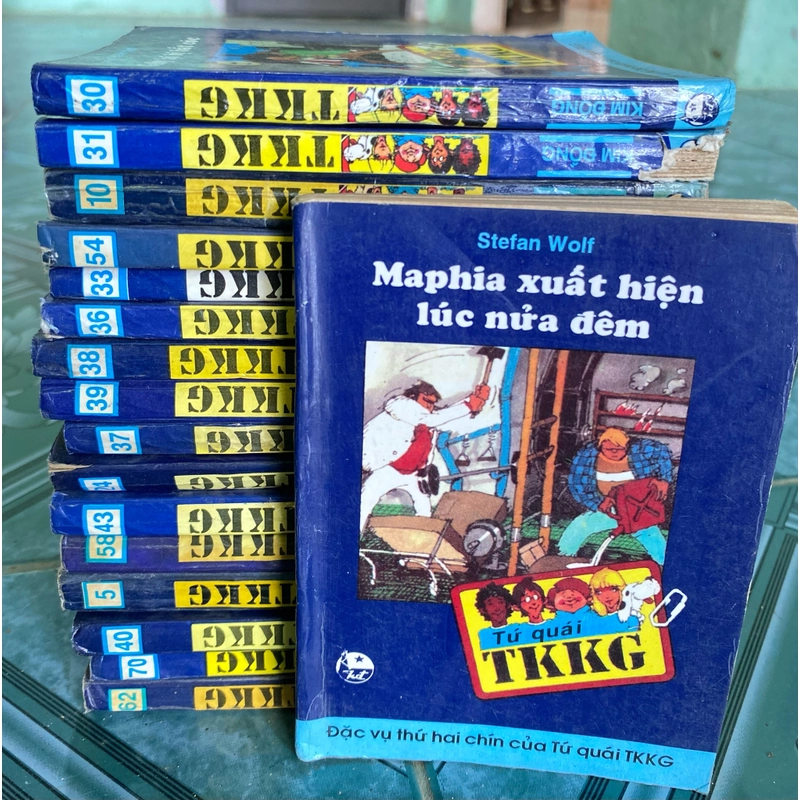 30
TKKG
KIM ĐỒNG
31
TKKG
KIM ĐỒNG
10
TKKG
54
TKKG
33
TKKG
36
TKKG
38
TKKG
39
TKKG
37
TKKG
TKKG
43
TKKG
58
TKKG
5
TKKG
40
TKKG
70
TKKG
62
TKKG
Stefan Wolf
Maphia xuất hiện
lúc nửa đêm
Tứ quái
TKKG
Đặc vụ thứ hai chín của Tứ quái TKKG